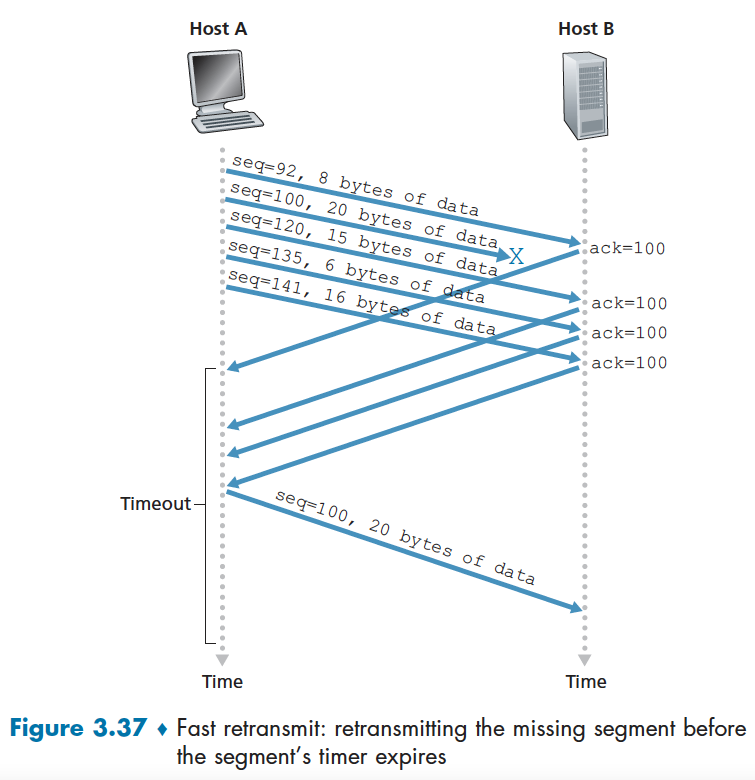 Host A
Host B
seq=92, 8 bytes of data
seq=100, 20 bytes of data
seq=120, 15 bytes of data
seq=135, 6 bytes of data
seq=141, 16 bytes of data
X
ack=100
ack=100
ack=100
ack=100
Timeout
seq=100, 20 bytes of data
Time
Time
Figure 3.37 ♦ Fast retransmit: retransmitting the missing segment before
the segment's timer expires